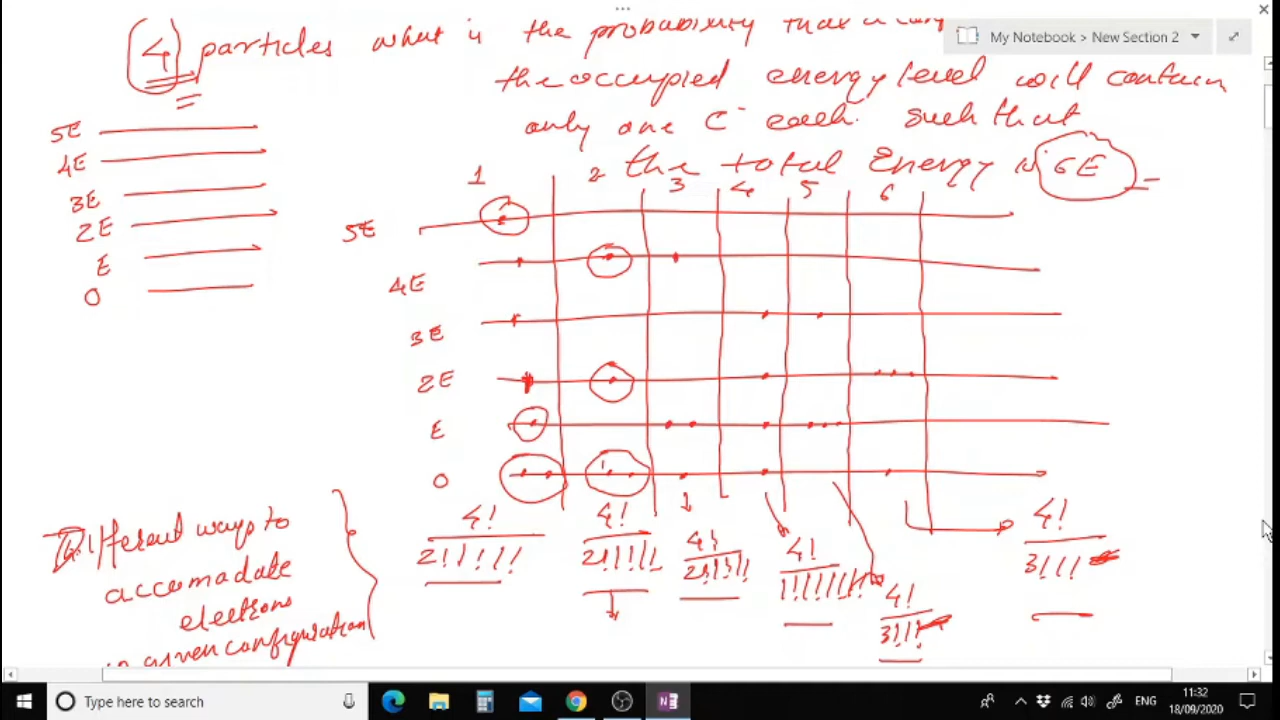 My Notebook > New Section 2
(4) particles what is the probability that
the occupied energy level will contain
only one e⁻ each. such that
the total Energy is 6E
5E
4E
3E
2E
E
0
1 2 3 4 5 6
5E
4E
3E
2E
E
0
4!
2!1!1!
4!
2!1!1!
4!
2!1!1!
4!
1!1!1!1!
4!
3!1!
4!
3!1!
Different ways to
accomadate
electrons
in given configuration
Type here to search
ENG
11:32
18/09/2020